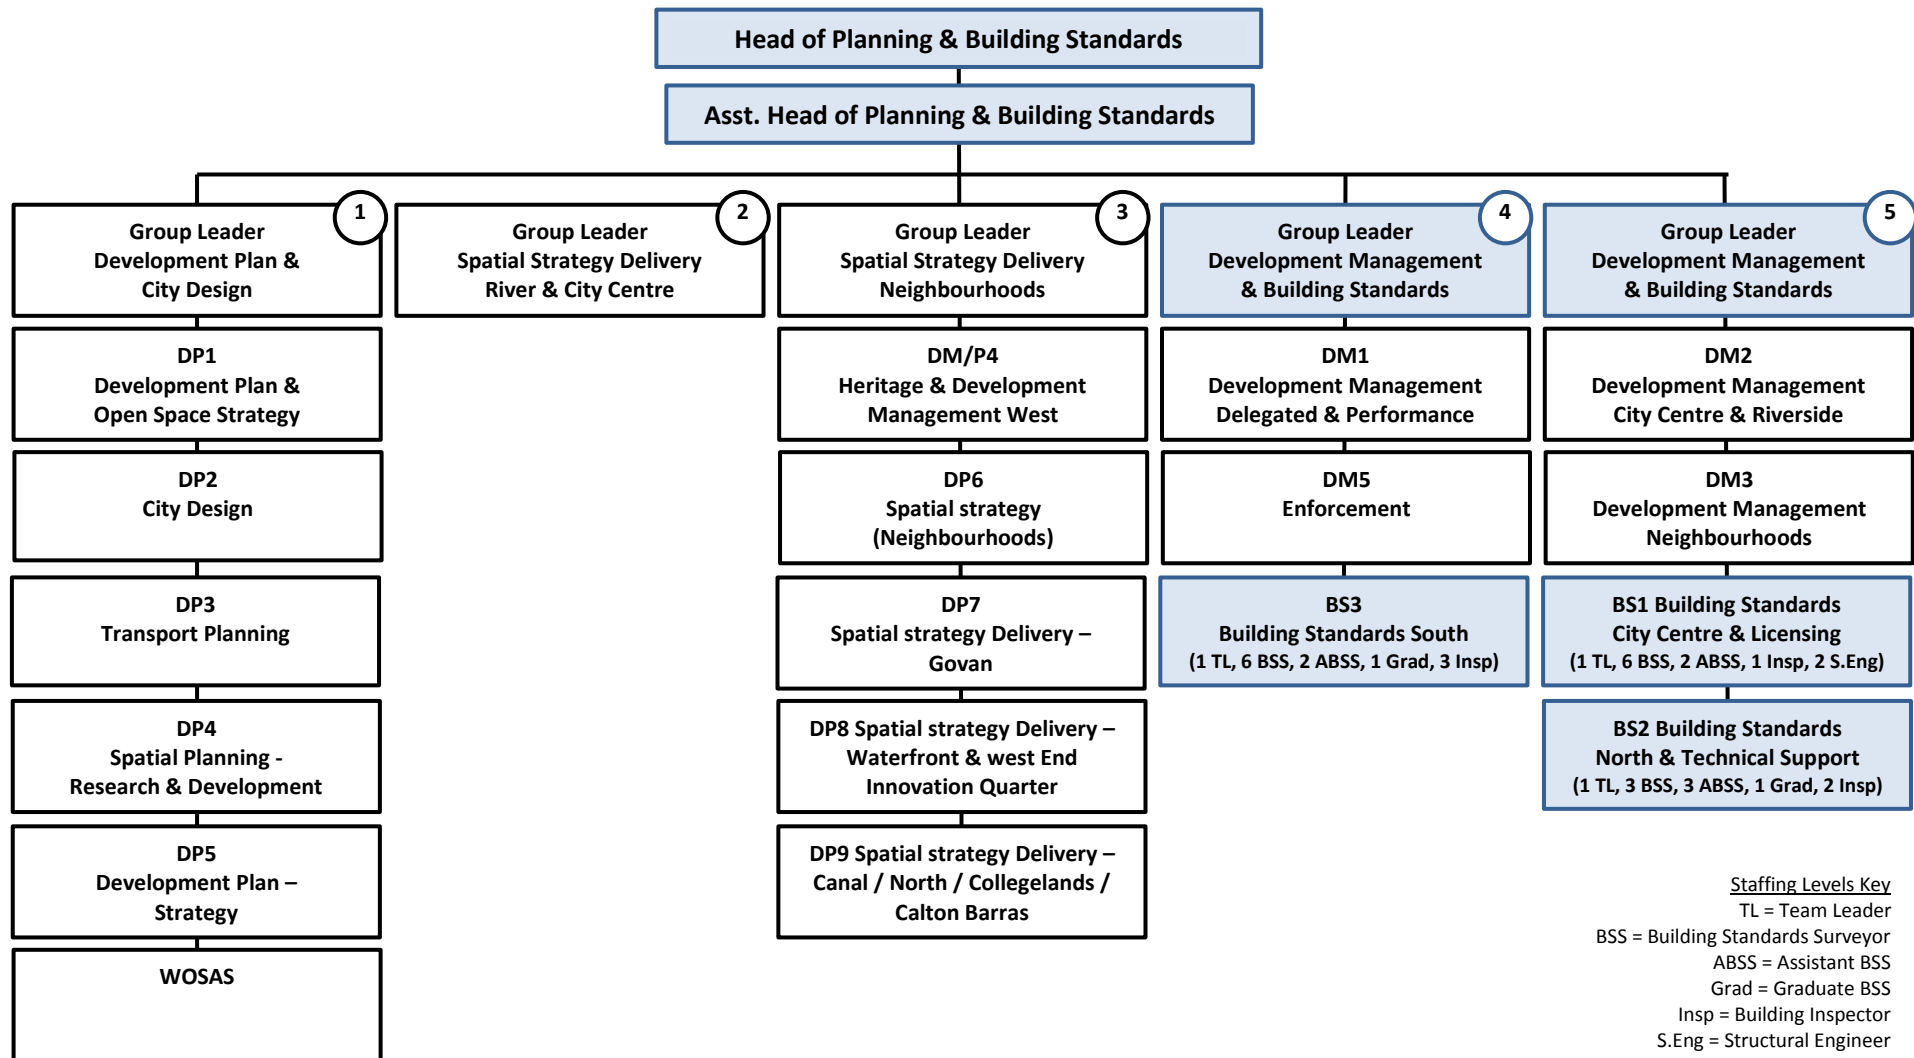 Head of Planning & Building Standards
Asst. Head of Planning & Building Standards
1
Group Leader
Development Plan &
City Design
2
Group Leader
Spatial Strategy Delivery
River & City Centre
3
Group Leader
Spatial Strategy Delivery
Neighbourhoods
4
Group Leader
Development Management
& Building Standards
5
Group Leader
Development Management
& Building Standards
DP1
Development Plan &
Open Space Strategy
DP2
City Design
DP3
Transport Planning
DP4
Spatial Planning -
Research & Development
DP5
Development Plan –
Strategy
WOSAS
DM/P4
Heritage & Development
Management West
DP6
Spatial strategy
(Neighbourhoods)
DP7
Spatial strategy Delivery –
Govan
DP8 Spatial strategy Delivery –
Waterfront & west End
Innovation Quarter
DP9 Spatial strategy Delivery –
Canal / North / Collegelands /
Calton Barras
DM1
Development Management
Delegated & Performance
DM5
Enforcement
BS3
Building Standards South
(1 TL, 6 BSS, 2 ABSS, 1 Grad, 3 Insp)
DM2
Development Management
City Centre & Riverside
DM3
Development Management
Neighbourhoods
BS1 Building Standards
City Centre & Licensing
(1 TL, 6 BSS, 2 ABSS, 1 Insp, 2 S.Eng)
BS2 Building Standards
North & Technical Support
(1 TL, 3 BSS, 3 ABSS, 1 Grad, 2 Insp)
Staffing Levels Key
TL = Team Leader
BSS = Building Standards Surveyor
ABSS = Assistant BSS
Grad = Graduate BSS
Insp = Building Inspector
S.Eng = Structural Engineer